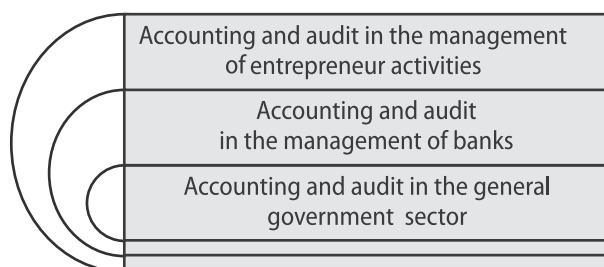 Accounting and audit in the management
of entrepreneur activities
Accounting and audit
in the management of banks
Accounting and audit in the general
government sector